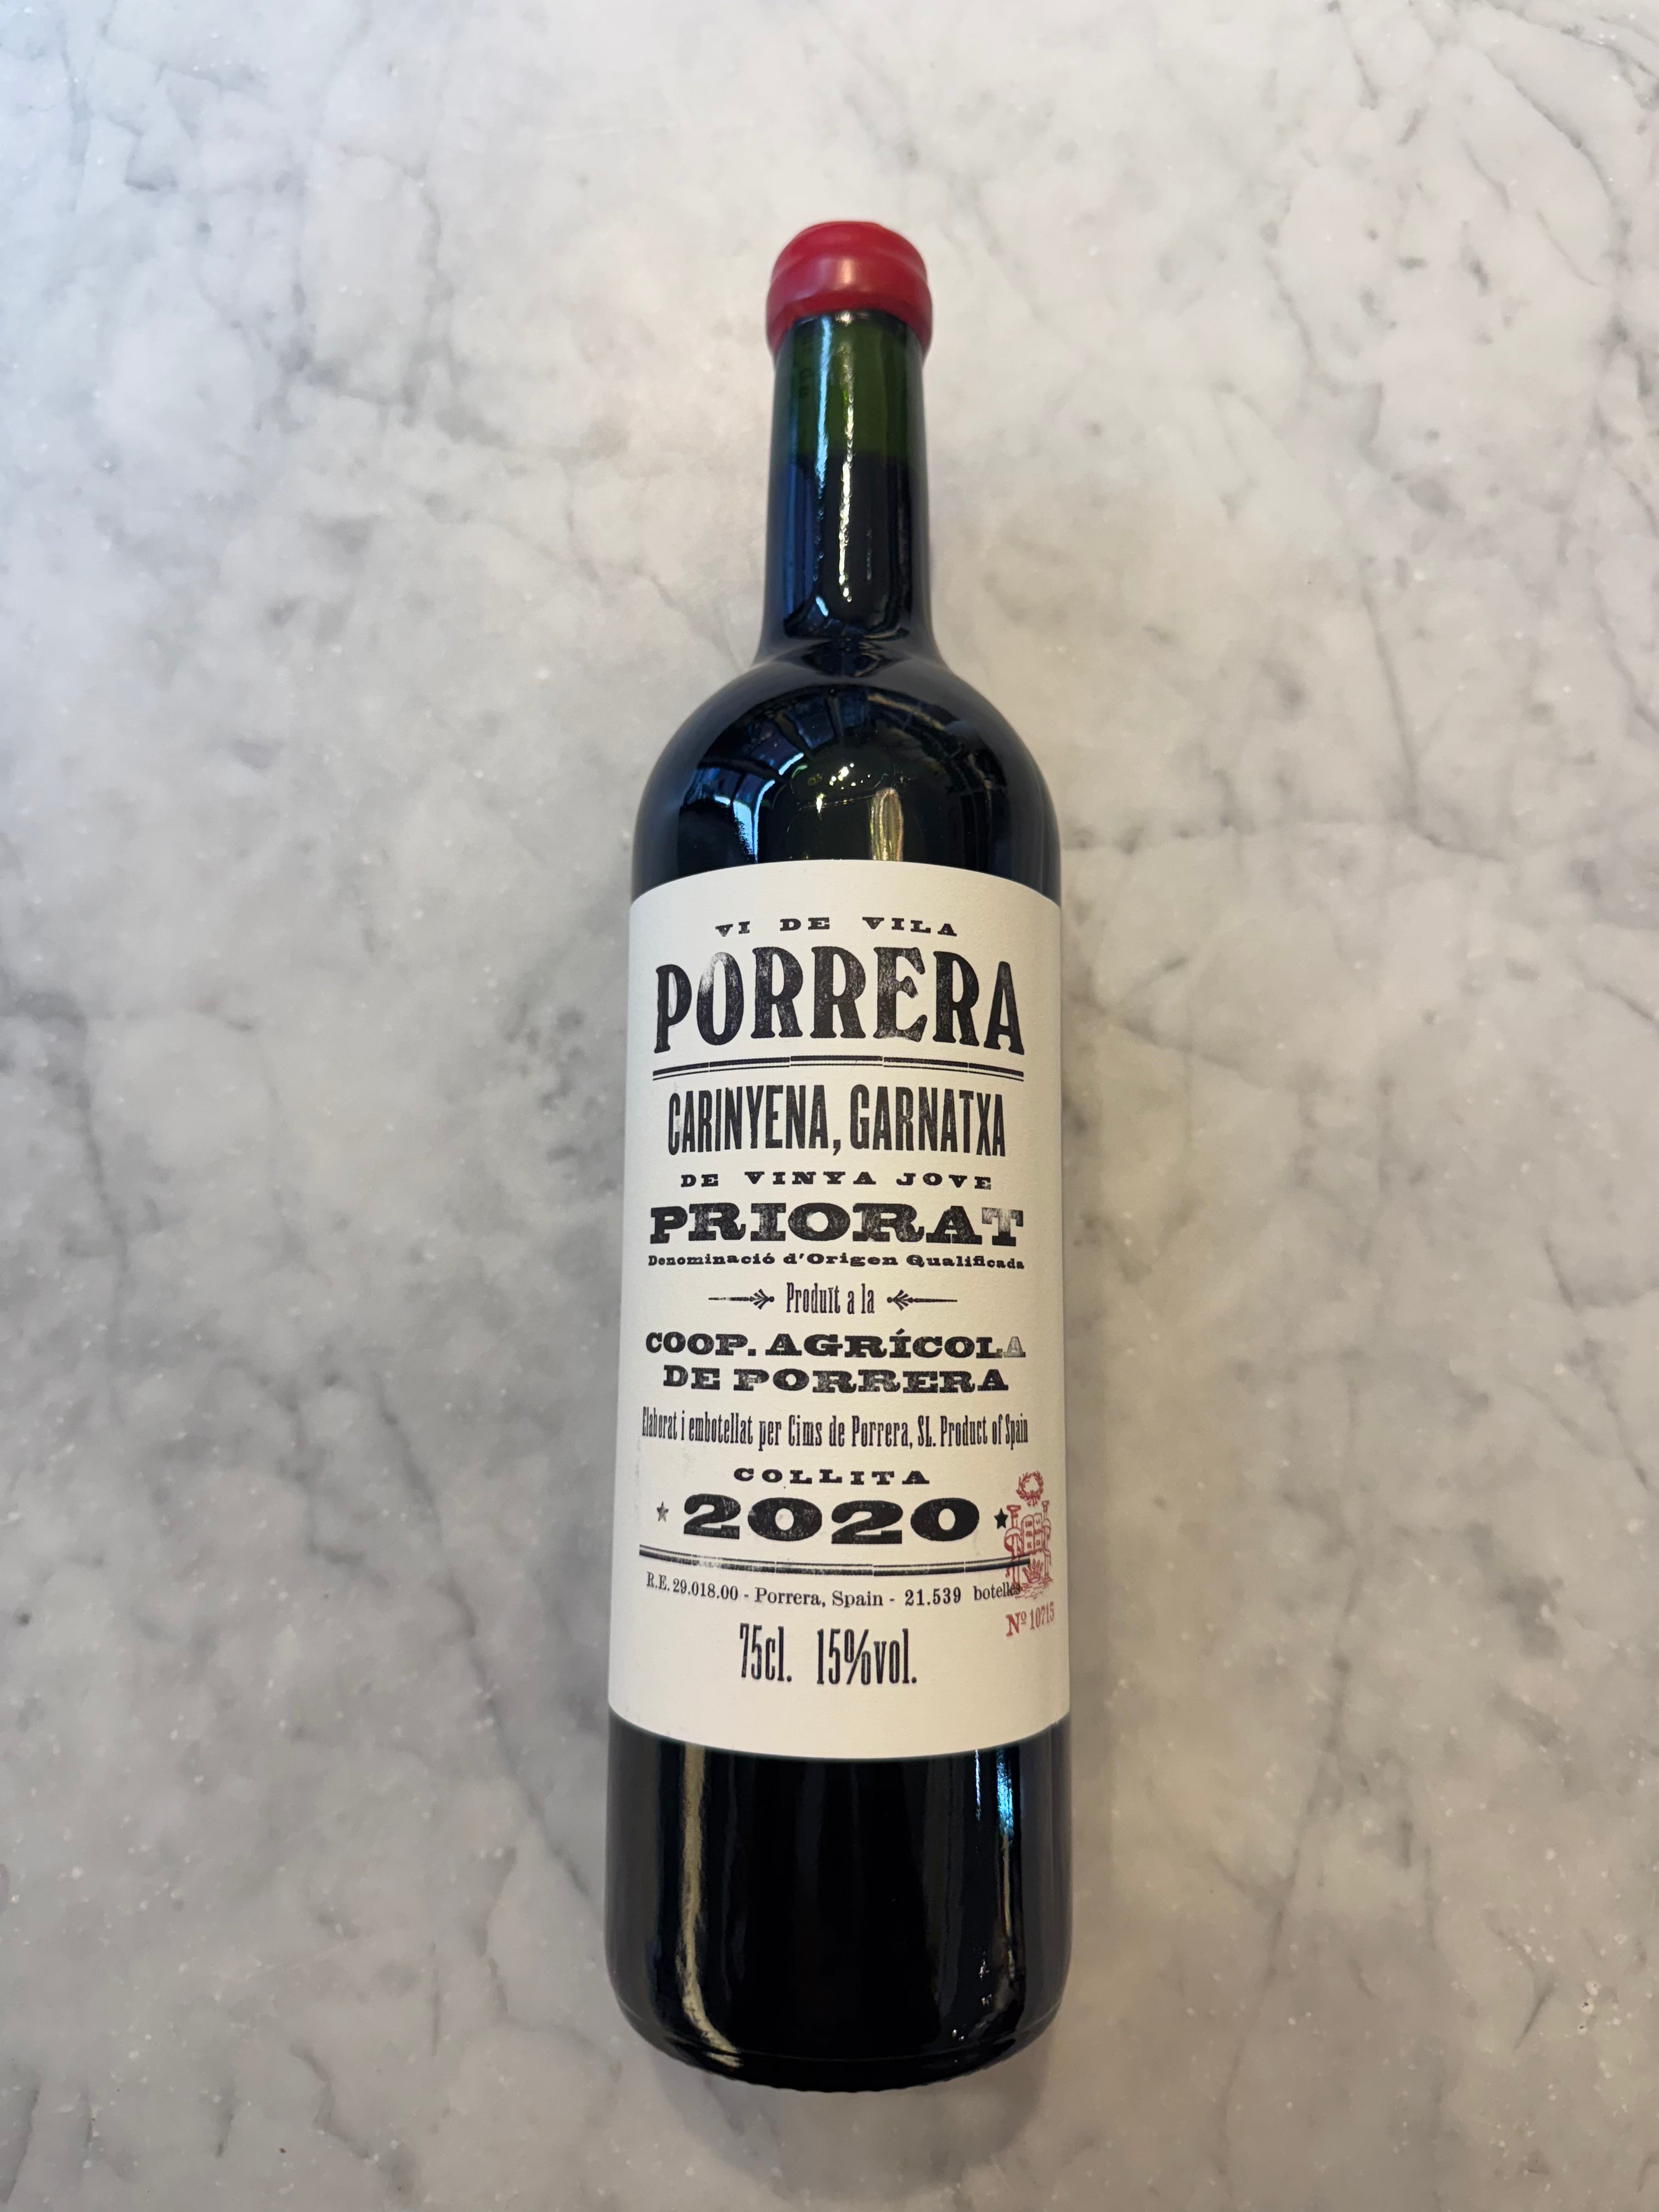 VI DE VILA
PORRERA
CARINYENA, GARNATXA
DE VINYA JOVE
PRIORAT
Denominació d'Origen Qualificada
Produït a la
COOP. AGRÍCOLA
DE PORRERA
Elaborat i embotellat per Cims de Porrera, SL. Product of Spain
COLLITA
2020
R.E. 29.018.00 - Porrera, Spain - 21.539 botelles
Nº 10715
75cl. 15%vol.